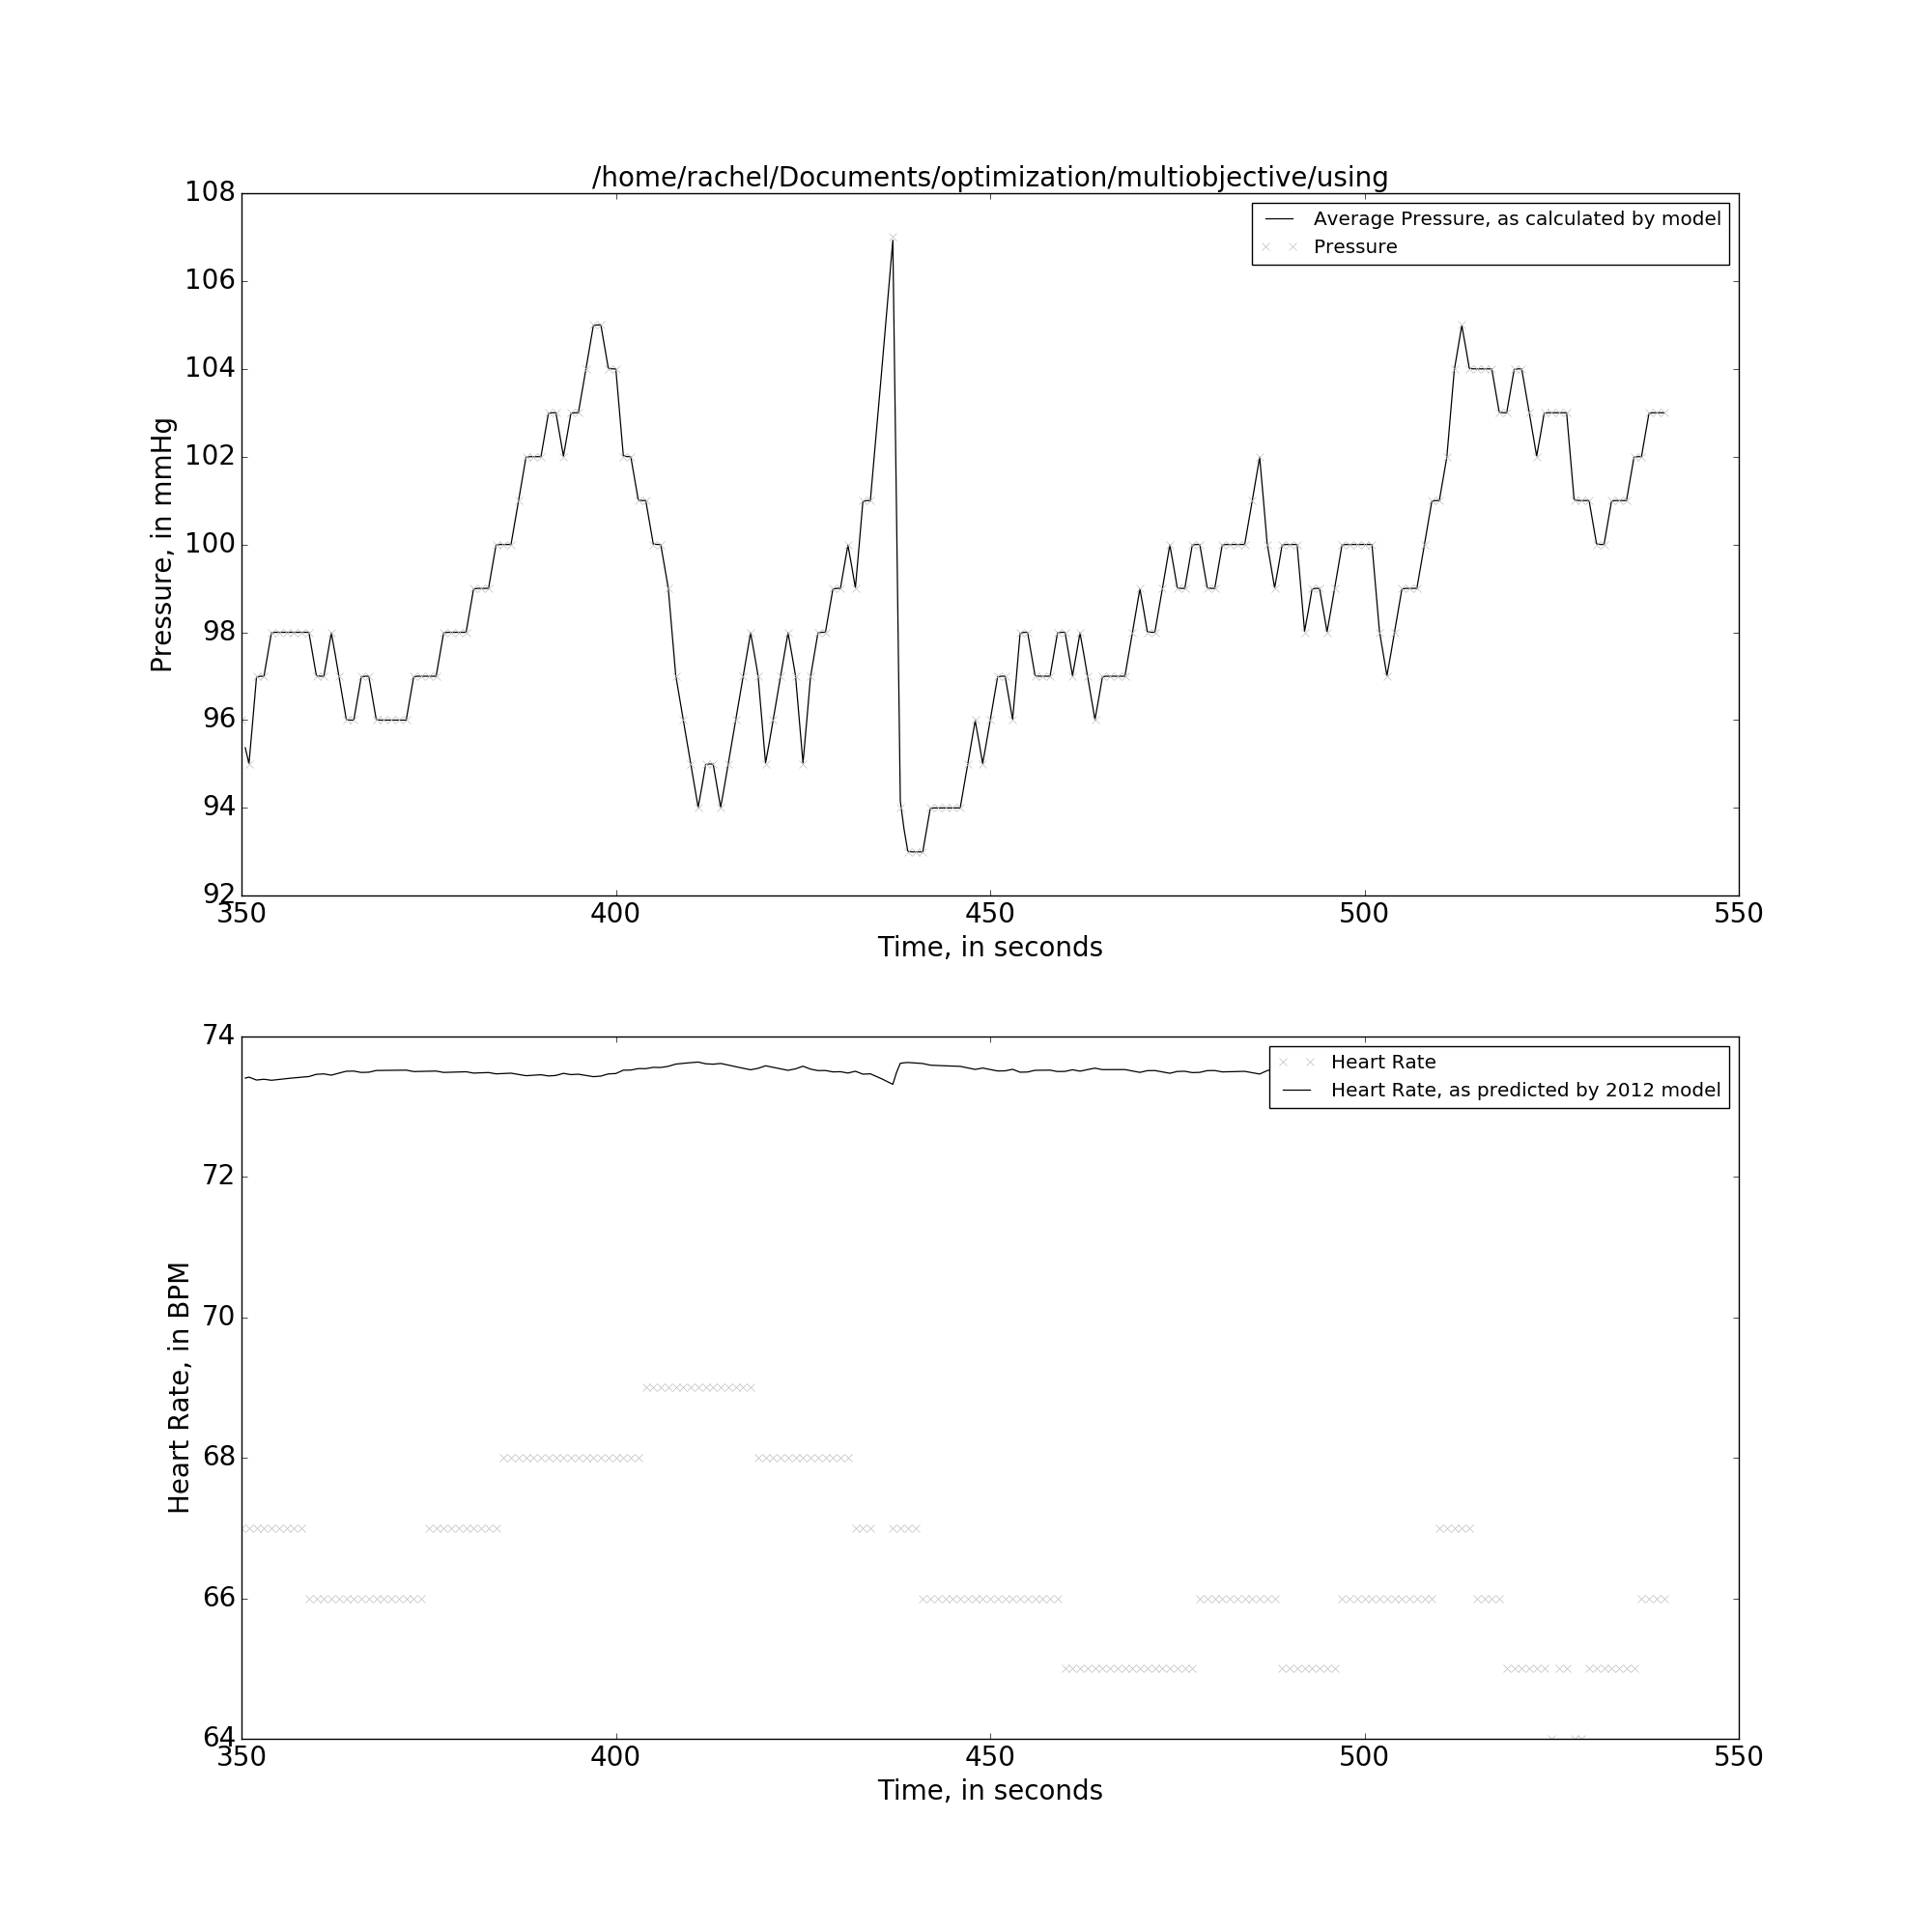 /home/rachel/Documents/optimization/multiobjective/using
108
106
104
102
100
98
96
94
92
Pressure, in mmHg
Average Pressure, as calculated by model
Pressure
350 400 450 500 550
Time, in seconds
74
72
70
68
66
64
Heart Rate, in BPM
Heart Rate
Heart Rate, as predicted by 2012 model
350 400 450 500 550
Time, in seconds